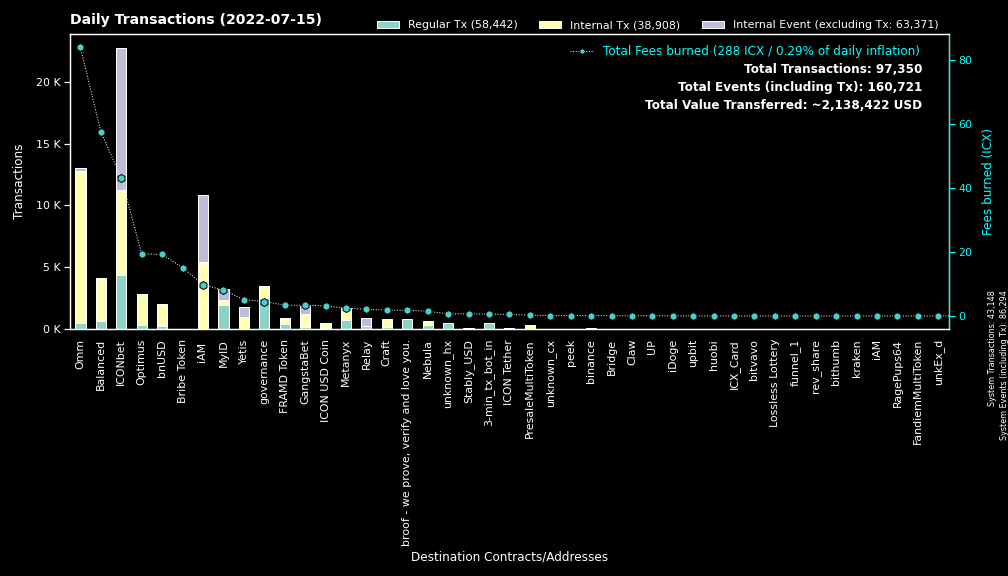 Daily Transactions (2022-07-15)
Regular Tx (58,442)
Internal Tx (38,908)
Internal Event (excluding Tx: 63,371)
Total Fees burned (288 ICX / 0.29% of daily inflation)
Total Transactions: 97,350
Total Events (including Tx): 160,721
Total Value Transferred: ~2,138,422 USD
Transactions
20 K
15 K
10 K
5 K
0 K
80
60
40
20
0
Fees burned (ICX)
System Transactions: 43,148
System Events (including Tx): 86,294
Omm
Balanced
ICONbet
Optimus
bnUSD
Bribe Token
iAM
MyID
Yetis
governance
FRAMD Token
GangstaBet
ICON USD Coin
Metanyx
Relay
Craft
broof - we prove, verify and love you.
Nebula
unknown_hx
Stably_USD
3-min_tx_bot_in
ICON Tether
PresaleMultiToken
unknown_cx
peek
binance
Bridge
Claw
UP
iDoge
upbit
huobi
ICX_Card
bitvavo
Lossless Lottery
funnel_1
rev_share
bithumb
kraken
iAM
RagePups64
FandiemMultiToken
unkEx_d
Destination Contracts/Addresses